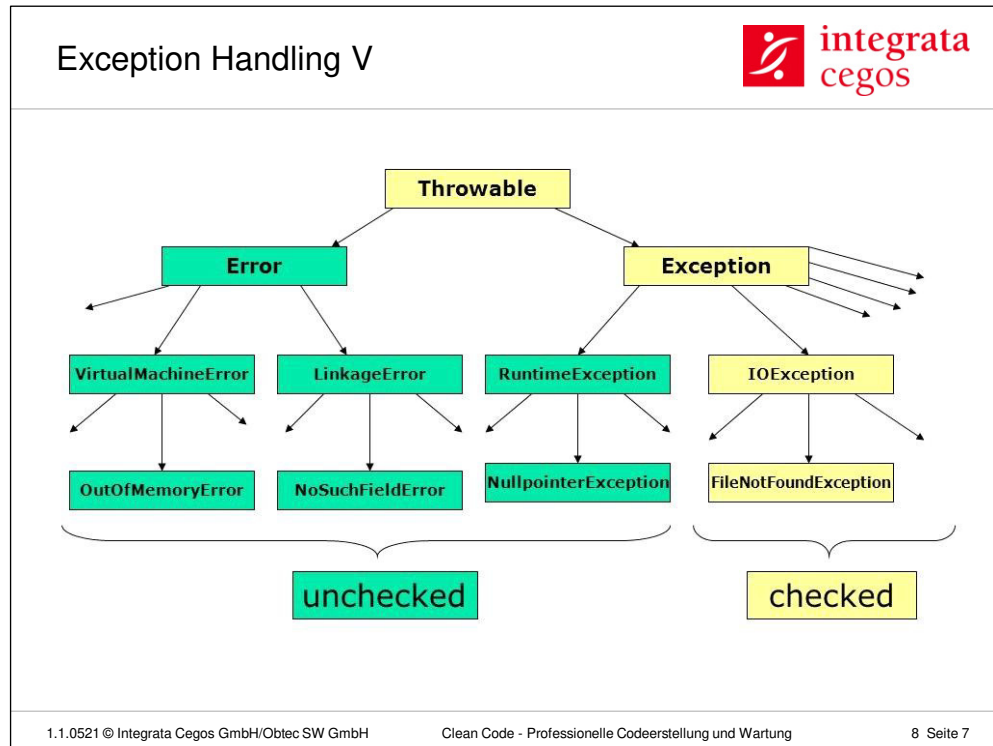 Exception Handling V
integrata
cegos
Throwable
Error
Exception
VirtualMachineError
LinkageError
RuntimeException
IOException
OutOfMemoryError
NoSuchFieldError
NullpointerException
FileNotFoundException
unchecked
checked
1.1.0521 © Integrata Cegos GmbH/Obtec SW GmbH
Clean Code - Professionelle Codeerstellung und Wartung
8 Seite 7